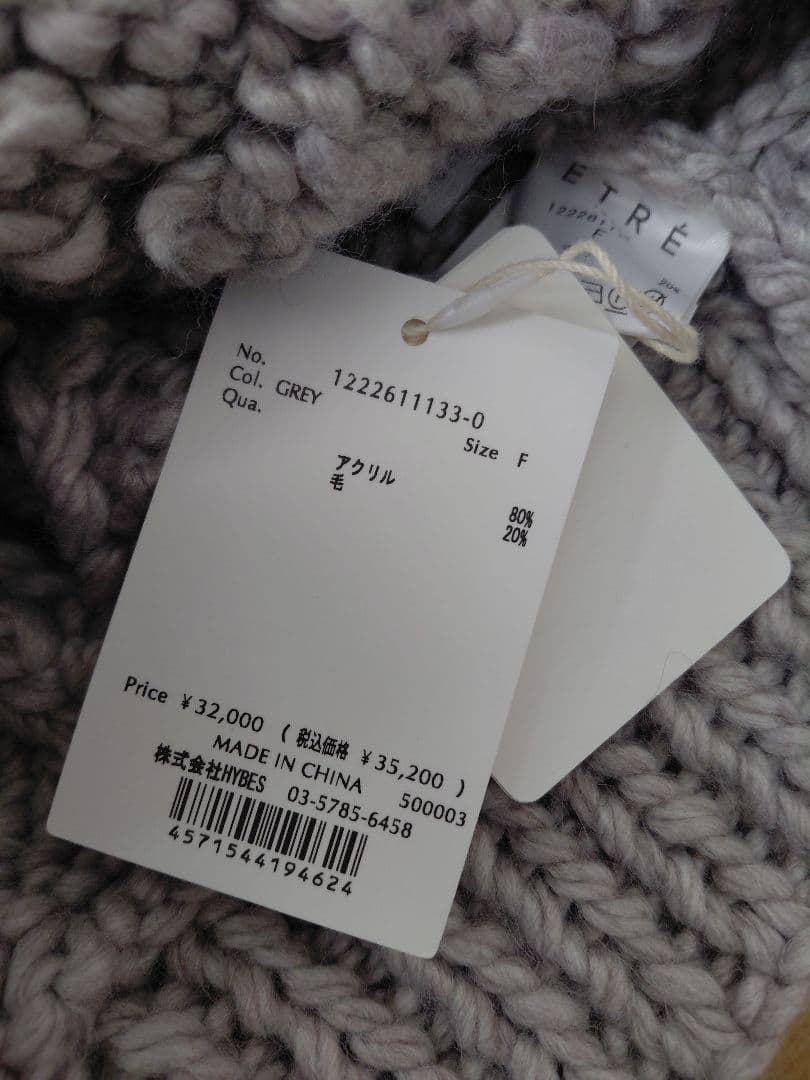 ETRÉ
F
20%
No. 1222611133-0
Col. GREY Size F
Qua.
アクリル 80%
毛 20%
Price ¥32,000 ( 税込価格 ¥35,200 )
MADE IN CHINA 500003
株式会社HYBES 03-5785-6458
4571544194624